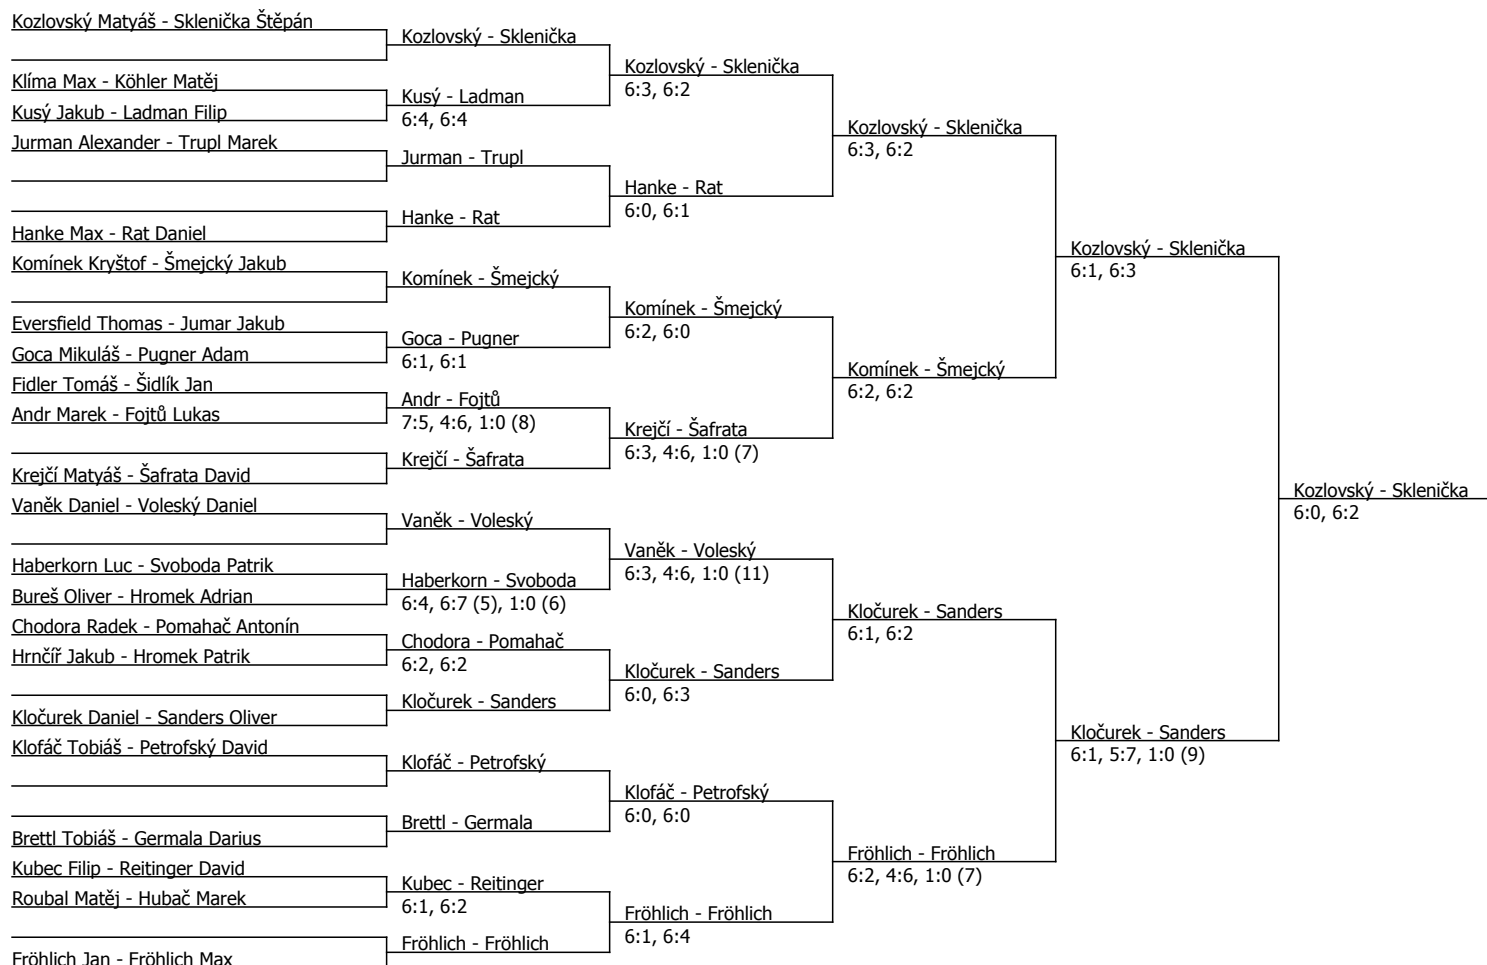 Kozlovský Matyáš - Sklenička Štěpán
Klíma Max - Köhler Matěj
Kusý Jakub - Ladman Filip
Jurman Alexander - Trupl Marek
Hanke Max - Rat Daniel
Komínek Kryštof - Šmejcký Jakub
Eversfield Thomas - Jumar Jakub
Goca Mikuláš - Pugner Adam
Fidler Tomáš - Šidlík Jan
Andr Marek - Fojtů Lukas
Krejčí Matyáš - Šafrata David
Vaněk Daniel - Voleský Daniel
Haberkorn Luc - Svoboda Patrik
Bureš Oliver - Hromek Adrian
Chodora Radek - Pomahač Antonín
Hrnčíř Jakub - Hromek Patrik
Kločurek Daniel - Sanders Oliver
Klofáč Tobiáš - Petrofský David
Brettl Tobiáš - Germala Darius
Kubec Filip - Reitinger David
Roubal Matěj - Hubač Marek
Fröhlich Jan - Fröhlich Max
Kozlovský - Sklenička
Kusý - Ladman
6:4, 6:4
Jurman - Trupl
Hanke - Rat
Komínek - Šmejcký
Goca - Pugner
6:1, 6:1
Andr - Fojtů
7:5, 4:6, 1:0 (8)
Krejčí - Šafrata
Vaněk - Voleský
Haberkorn - Svoboda
6:4, 6:7 (5), 1:0 (6)
Chodora - Pomahač
6:2, 6:2
Kločurek - Sanders
Klofáč - Petrofský
Brettl - Germala
Kubec - Reitinger
6:1, 6:2
Fröhlich - Fröhlich
Kozlovský - Sklenička
6:3, 6:2
Hanke - Rat
6:0, 6:1
Komínek - Šmejcký
6:2, 6:0
Krejčí - Šafrata
6:3, 4:6, 1:0 (7)
Vaněk - Voleský
6:3, 4:6, 1:0 (11)
Kločurek - Sanders
6:0, 6:3
Klofáč - Petrofský
6:0, 6:0
Fröhlich - Fröhlich
6:1, 6:4
Kozlovský - Sklenička
6:3, 6:2
Komínek - Šmejcký
6:2, 6:2
Kločurek - Sanders
6:1, 6:2
Fröhlich - Fröhlich
6:2, 4:6, 1:0 (7)
Kozlovský - Sklenička
6:1, 6:3
Kločurek - Sanders
6:1, 5:7, 1:0 (9)
Kozlovský - Sklenička
6:0, 6:2